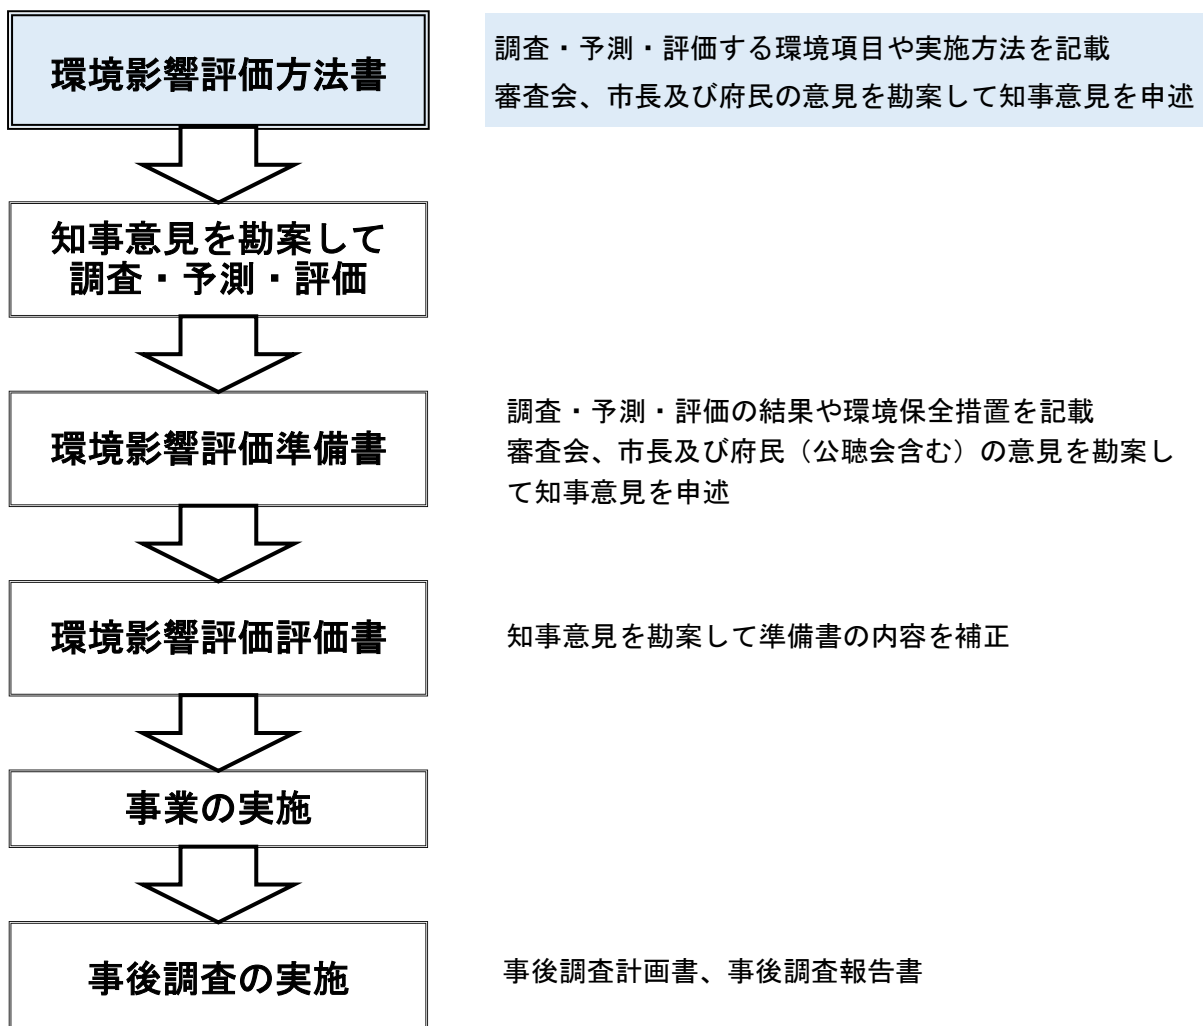 環境影響評価方法書
調査・予測・評価する環境項目や実施方法を記載
審査会、市長及び府民の意見を勘案して知事意見を申述
知事意見を勘案して
調査・予測・評価
環境影響評価準備書
調査・予測・評価の結果や環境保全措置を記載
審査会、市長及び府民（公聴会含む）の意見を勘案し
て知事意見を申述
環境影響評価評価書
知事意見を勘案して準備書の内容を補正
事業の実施
事後調査の実施
事後調査計画書、事後調査報告書